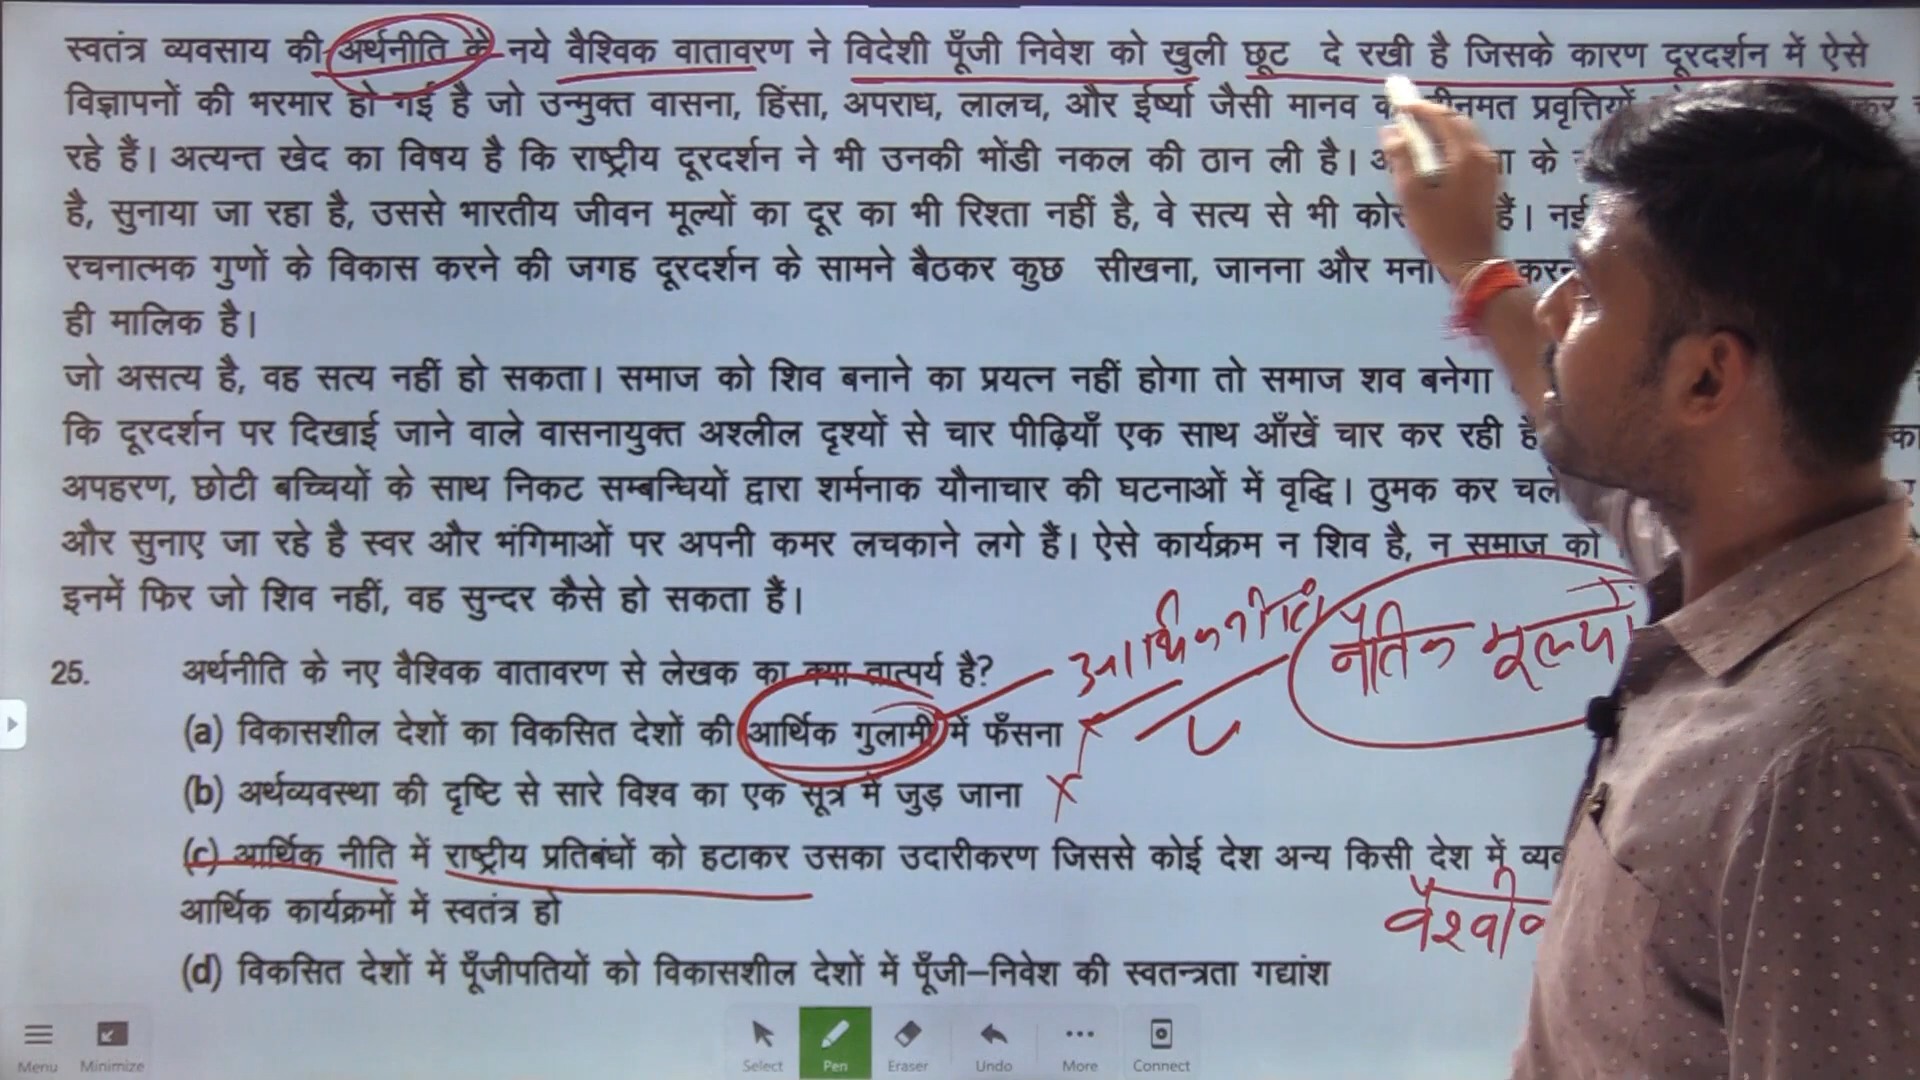 स्वतंत्र व्यवसाय की अर्थनीति के नये वैश्विक वातावरण ने विदेशी पूँजी निवेश को खुली छूट दे रखी है जिसके कारण दूरदर्शन में ऐसे
विज्ञापनों की भरमार हो गई है जो उन्मुक्त वासना, हिंसा, अपराध, लालच, और ईर्ष्या जैसी मानव की प्रवृत्तियों
रहे हैं। अत्यन्त खेद का विषय है कि राष्ट्रीय दूरदर्शन ने भी उनकी भोंडी नकल की ठान ली है। के
है, सुनाया जा रहा है, उससे भारतीय जीवन मूल्यों का दूर का भी रिश्ता नहीं है, वे सत्य से भी हैं। नई
रचनात्मक गुणों के विकास करने की जगह दूरदर्शन के सामने बैठकर कुछ सीखना, जानना और
ही मालिक है।
जो असत्य है, वह सत्य नहीं हो सकता। समाज को शिव बनाने का प्रयत्न नहीं होगा तो समाज शव बनेगा
कि दूरदर्शन पर दिखाई जाने वाले वासनायुक्त अश्लील दृश्यों से चार पीढ़ियाँ एक साथ आँखें चार कर रही
अपहरण, छोटी बच्चियों के साथ निकट सम्बन्धियों द्वारा शर्मनाक यौनाचार की घटनाओं में वृद्धि। ठुमक कर
और सुनाए जा रहे है स्वर और भंगिमाओं पर अपनी कमर लचकाने लगे हैं। ऐसे कार्यक्रम न शिव है, न समाज को
इनमें फिर जो शिव नहीं, वह सुन्दर कैसे हो सकता हैं।
आर्थिक नीति नैतिक मूल्यों
25. अर्थनीति के नए वैश्विक वातावरण से लेखक का क्या तात्पर्य है?
(a) विकासशील देशों का विकसित देशों की आर्थिक गुलामी में फँसना
(b) अर्थव्यवस्था की दृष्टि से सारे विश्व का एक सूत्र में जुड़ जाना
(c) आर्थिक नीति में राष्ट्रीय प्रतिबंधों को हटाकर उसका उदारीकरण जिससे कोई देश अन्य किसी देश में
आर्थिक कार्यक्रमों में स्वतंत्र हो
(d) विकसित देशों में पूँजीपतियों को विकासशील देशों में पूँजी–निवेश की स्वतन्त्रता गद्यांश
Menu Minimize Select Pen Eraser Undo More Connect